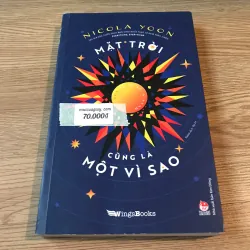 NICOLA YOON
MẶT TRỜI
70.000đ
CŨNG LÀ
MỘT VÌ SAO
WingsBooks